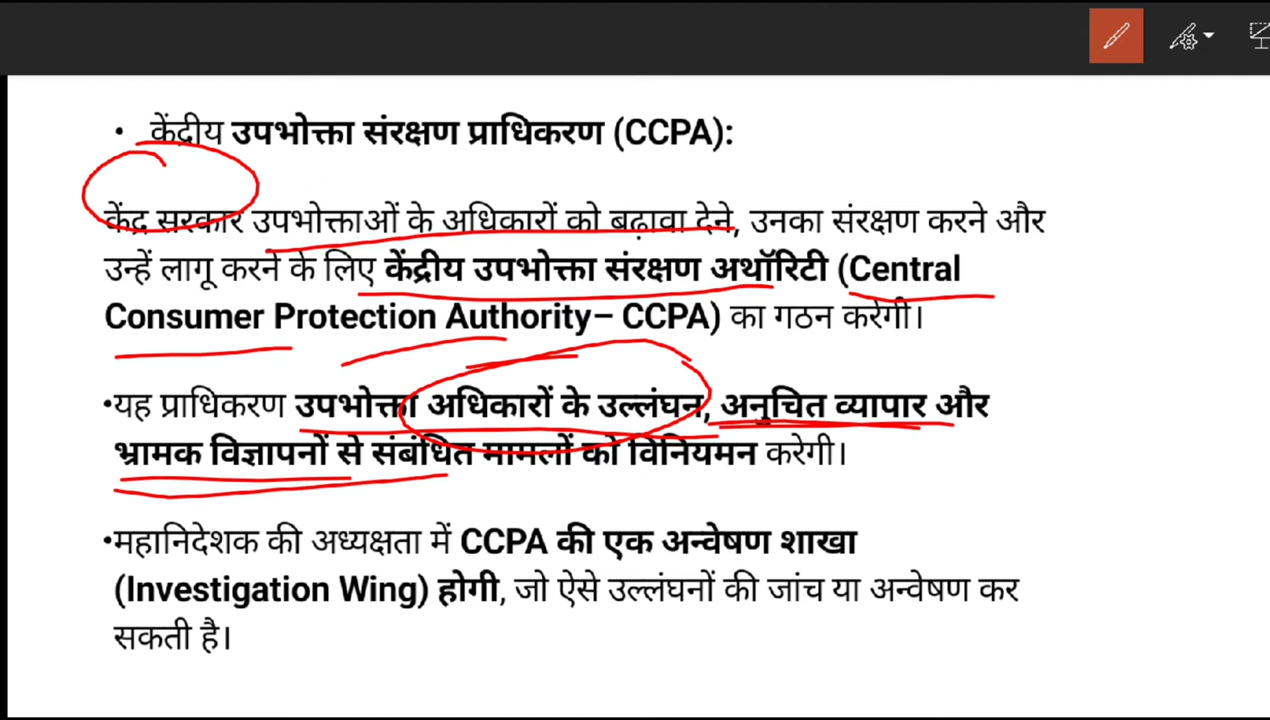 • केंद्रीय उपभोक्ता संरक्षण प्राधिकरण (CCPA):
केंद्र सरकार उपभोक्ताओं के अधिकारों को बढ़ावा देने, उनका संरक्षण करने और
उन्हें लागू करने के लिए केंद्रीय उपभोक्ता संरक्षण अथॉरिटी (Central
Consumer Protection Authority– CCPA) का गठन करेगी।
•यह प्राधिकरण उपभोक्ता अधिकारों के उल्लंघन, अनुचित व्यापार और
भ्रामक विज्ञापनों से संबंधित मामलों को विनियमन करेगी।
•महानिदेशक की अध्यक्षता में CCPA की एक अन्वेषण शाखा
(Investigation Wing) होगी, जो ऐसे उल्लंघनों की जांच या अन्वेषण कर
सकती है।